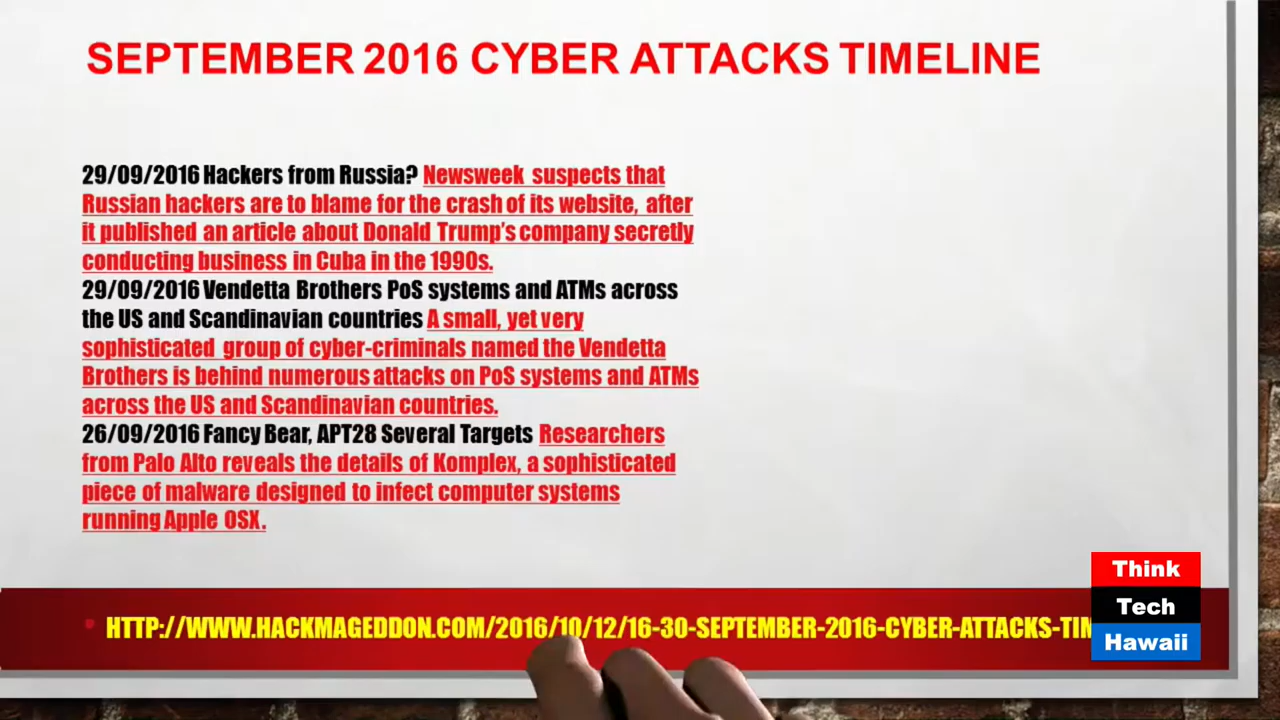 SEPTEMBER 2016 CYBER ATTACKS TIMELINE
29/09/2016 Hackers from Russia? Newsweek suspects that
Russian hackers are to blame for the crash of its website, after
it published an article about Donald Trump's company secretly
conducting business in Cuba in the 1990s.
29/09/2016 Vendetta Brothers PoS systems and ATMs across
the US and Scandinavian countries A small, yet very
sophisticated group of cyber-criminals named the Vendetta
Brothers is behind numerous attacks on PoS systems and ATMs
across the US and Scandinavian countries.
26/09/2016 Fancy Bear, APT28 Several Targets Researchers
from Palo Alto reveals the details of Komplex, a sophisticated
piece of malware designed to infect computer systems
running Apple OSX.
HTTP://WWW.HACKMAGEDDON.COM/2016/10/12/16-30-SEPTEMBER-2016-CYBER-ATTACKS-TIM
Think
Tech
Hawaii